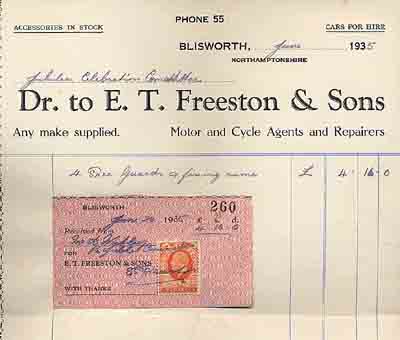 PHONE 55
ACCESSORIES IN STOCK
CARS FOR HIRE
BLISWORTH, June 1935
NORTHAMPTONSHIRE
Jubilee Celebration Committee
Dr. to E. T. Freeston & Sons
Any make supplied. Motor and Cycle Agents and Repairers
4 Tree Guards & fixing same £ 4 - 16 - 0
BLISWORTH 260
June 1935 £ s. d.
Received from 4 16 0
FOR
E. T. FREESTON & SONS
WITH THANKS